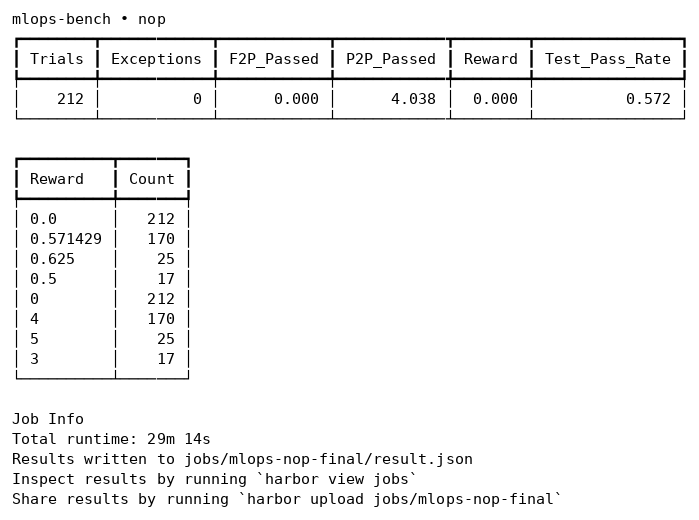 mlops-bench • nop
Trials Exceptions F2P_Passed P2P_Passed Reward Test_Pass_Rate
212 0 0.000 4.038 0.000 0.572
Reward Count
0.0 212
0.571429 170
0.625 25
0.5 17
0 212
4 170
5 25
3 17
Job Info
Total runtime: 29m 14s
Results written to jobs/mlops-nop-final/result.json
Inspect results by running `harbor view jobs`
Share results by running `harbor upload jobs/mlops-nop-final`